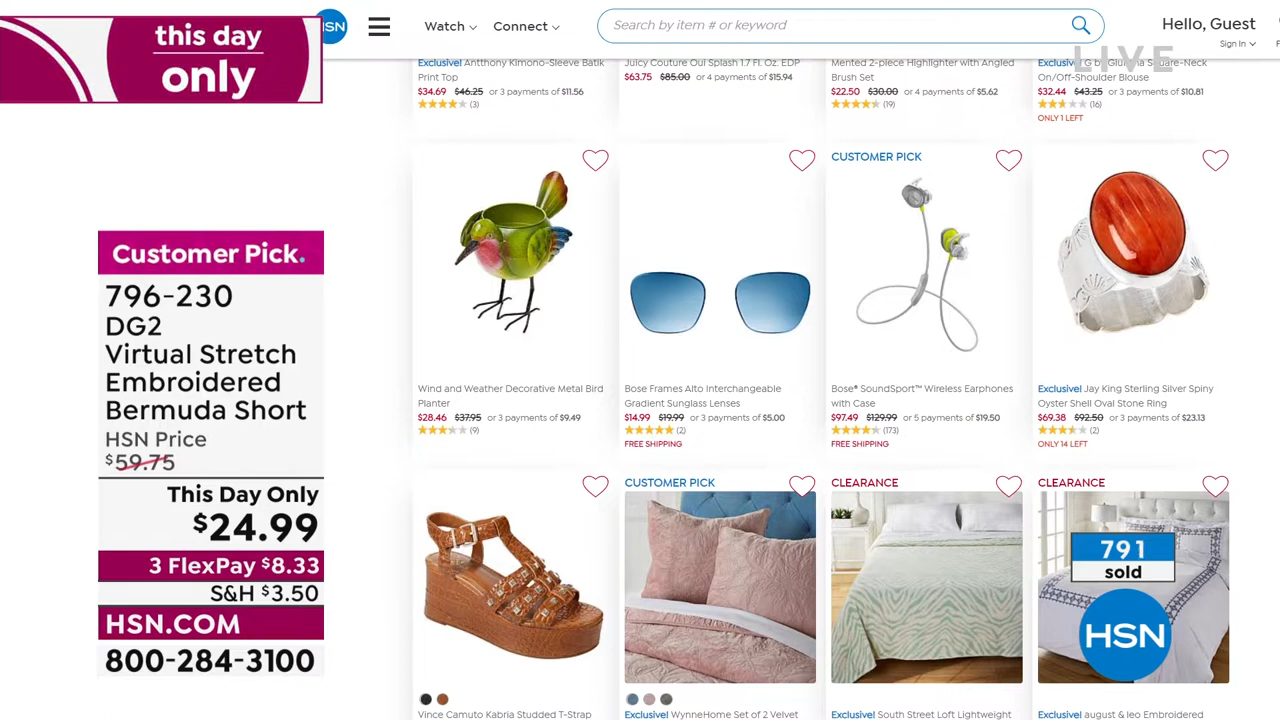 this day
only
HSN
Watch
Connect
Search by item # or keyword
Hello, Guest
Sign In
LIVE
Exclusive! Antthony Kimono-Sleeve Batik
Print Top
$34.69 $46.25 or 3 payments of $11.56
(3)
Juicy Couture Oui Splash 1.7 Fl. Oz. EDP
$63.75 $85.00 or 4 payments of $15.94
Mented 2-piece Highlighter with Angled
Brush Set
$22.50 $30.00 or 4 payments of $5.62
(19)
Exclusive! G by Giuliana Square-Neck
On/Off-Shoulder Blouse
$32.44 $43.25 or 3 payments of $10.81
(16)
ONLY 1 LEFT
Customer Pick.
796-230
DG2
Virtual Stretch
Embroidered
Bermuda Short
HSN Price
$59.75
This Day Only
$24.99
3 FlexPay $8.33
S&H $3.50
HSN.COM
800-284-3100
Wind and Weather Decorative Metal Bird
Planter
$28.46 $37.95 or 3 payments of $9.49
(9)
Bose Frames Alto Interchangeable
Gradient Sunglass Lenses
$14.99 $19.99 or 3 payments of $5.00
(2)
FREE SHIPPING
CUSTOMER PICK
Bose® SoundSport™ Wireless Earphones
with Case
$97.49 $129.99 or 5 payments of $19.50
(173)
FREE SHIPPING
Exclusive! Jay King Sterling Silver Spiny
Oyster Shell Oval Stone Ring
$69.38 $92.50 or 3 payments of $23.13
(2)
ONLY 14 LEFT
Vince Camuto Kabria Studded T-Strap
CUSTOMER PICK
Exclusive! WynneHome Set of 2 Velvet
CLEARANCE
Exclusive! South Street Loft Lightweight
CLEARANCE
791
sold
HSN
Exclusive! august & leo Embroidered